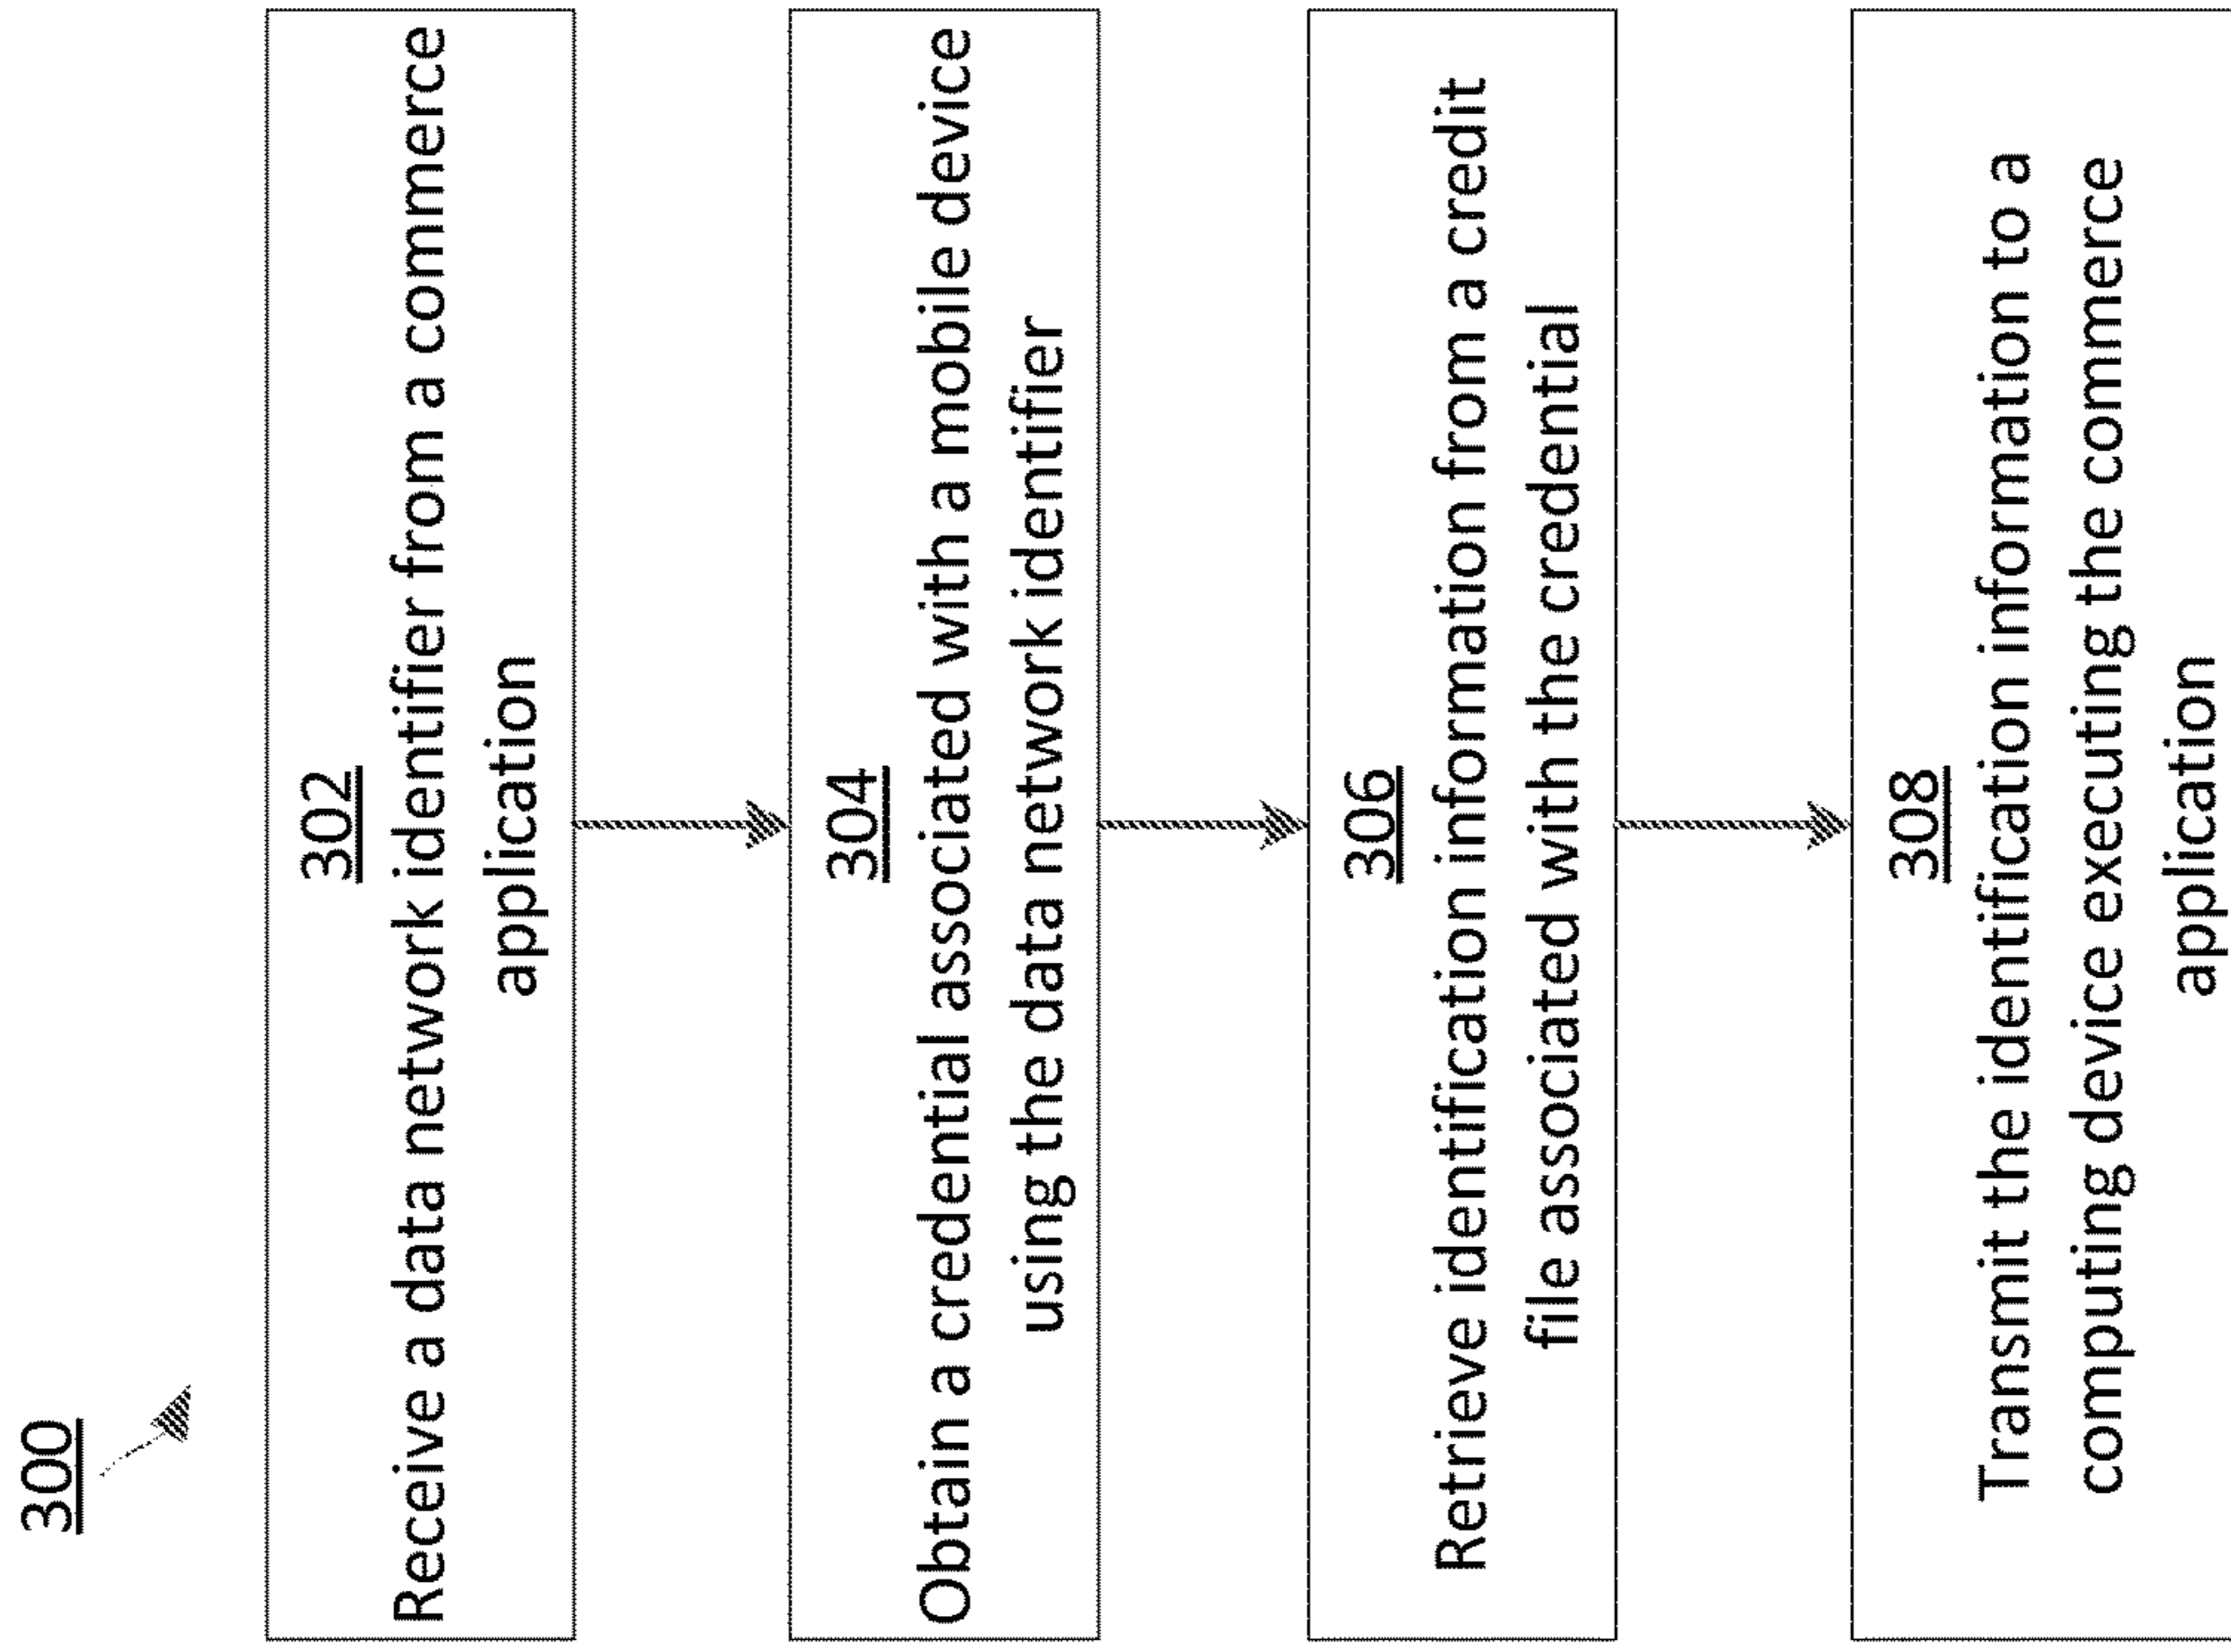 300
302
Receive a data network identifier from a commerce
application
304
Obtain a credential associated with a mobile device
using the data network identifier
306
Retrieve identification information from a credit
file associated with the credential
308
Transmit the identification information to a
computing device executing the commerce
application